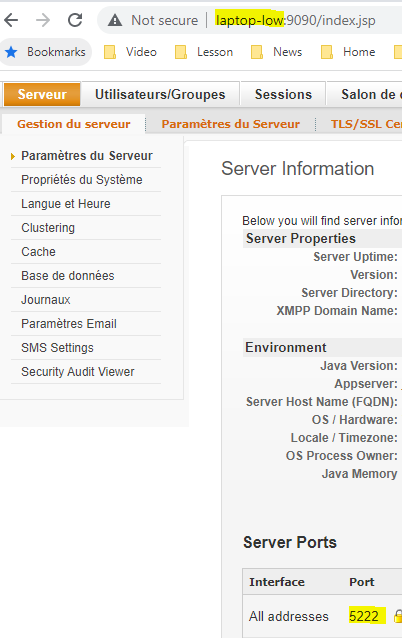 Not secure | laptop-low:9090/index.jsp
Bookmarks Video Lesson News Home
Serveur Utilisateurs/Groupes Sessions Salon de
Gestion du serveur Paramètres du Serveur TLS/SSL Ce
Paramètres du Serveur
Propriétés du Système
Langue et Heure
Clustering
Cache
Base de données
Journaux
Paramètres Email
SMS Settings
Security Audit Viewer
Server Information
Below you will find server infor
Server Properties
Server Uptime:
Version:
Server Directory:
XMPP Domain Name:
Environment
Java Version:
Appserver:
Server Host Name (FQDN):
OS / Hardware:
Locale / Timezone:
OS Process Owner:
Java Memory
Server Ports
Interface Port
All addresses 5222